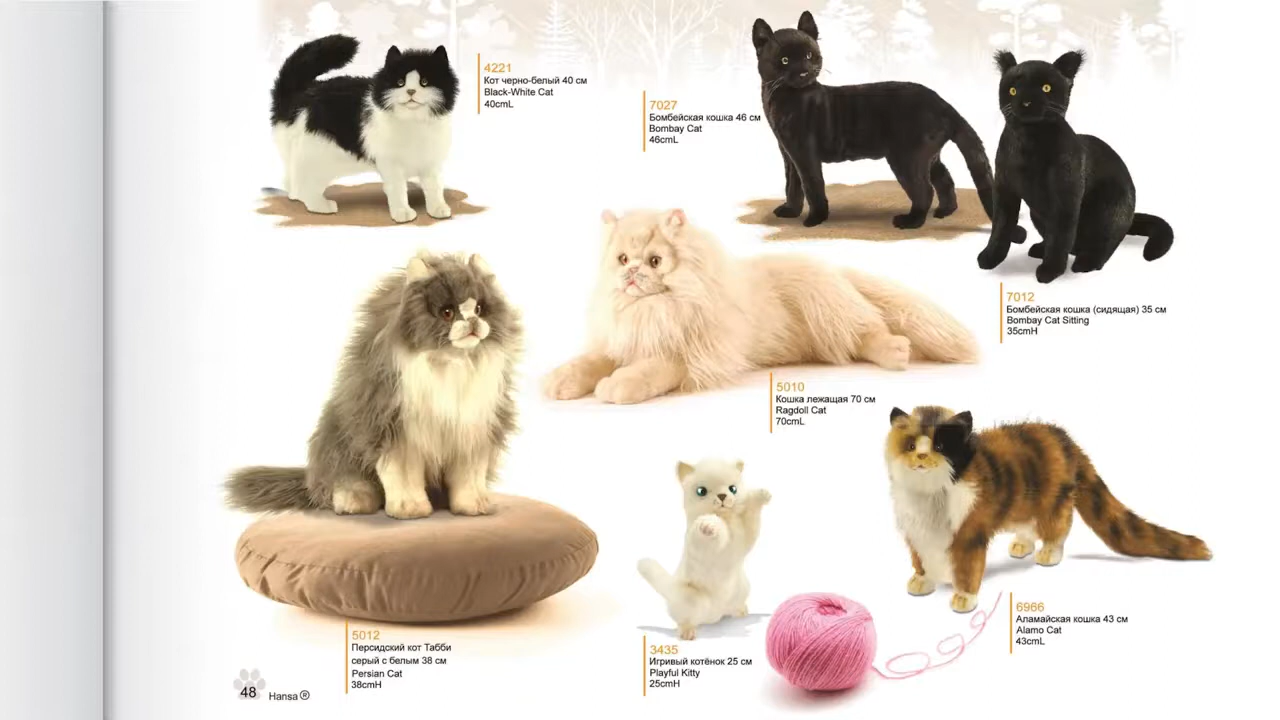 4221
Кот черно-белый 40 см
Black-White Cat
40cmL
7027
Бомбейская кошка 46 см
Bombay Cat
46cmL
7012
Бомбейская кошка (сидящая) 35 см
Bombay Cat Sitting
35cmH
5010
Кошка лежащая 70 см
Ragdoll Cat
70cmL
6966
Аламайская кошка 43 см
Alamo Cat
43cmL
5012
Персидский кот Табби
серый с белым 38 см
Persian Cat
38cmH
3435
Игривый котёнок 25 см
Playful Kitty
25cmH
48 Hansa®